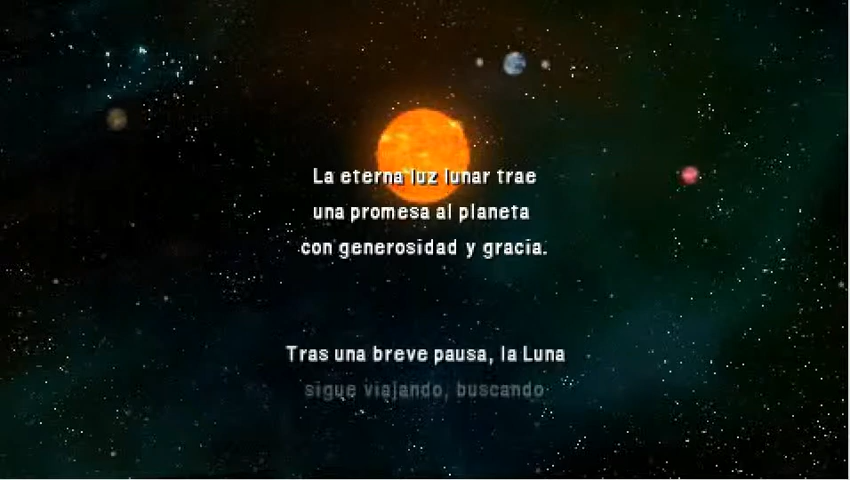 La eterna luz lunar trae
una promesa al planeta
con generosidad y gracia.
Tras una breve pausa, la Luna
sigue viajando, buscando